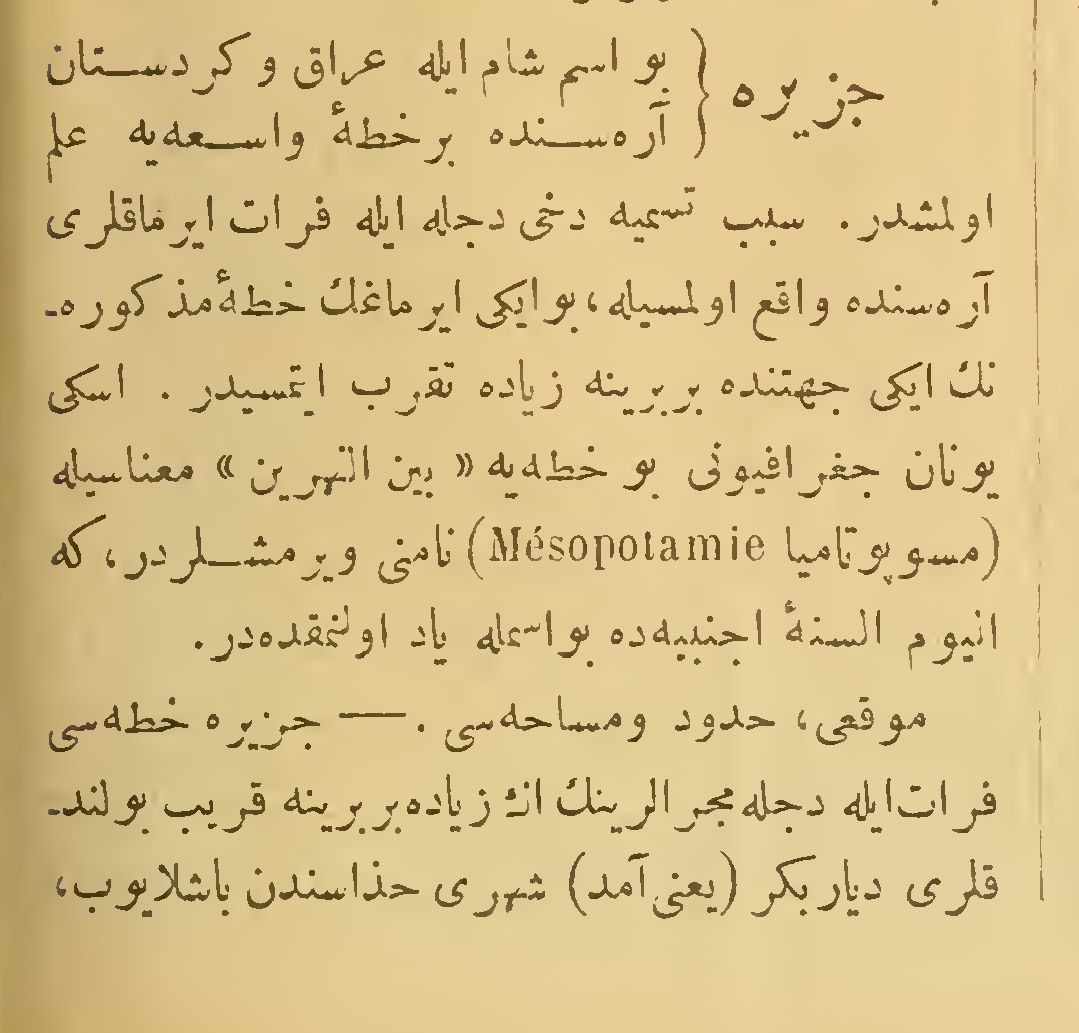 جزیره } بو اسم شام ایله عراق و کردستان
آره‌سنده بر خطهٔ واسعه‌یه علم
اولمشدر. سبب تسمیه دخی دجله ایله فرات ایرماقلری
آره‌سنده واقع اولمسیله، بو ایکی ایرماغك خطهٔ مذکوره-
نك ایکی جهتنده بربرینه زیاده تقرب ایتمسیدر. اسکی
یونان جغرافیونی بو خطه‌یه «بین النهرین» معناسیله
(مسوپوتامیا Mésopotamie) نامنی ویرمشلردر، که
الیوم السنهٔ اجنبیه‌ده بو اسمله یاد اولنمقده‌در.
موقعی، حدود ومساحه‌سی. — جزیره خطه‌سی
فرات ایله دجله مجرالرینك اك زیاده بربرینه قریب بولند-
قلری دیاربکر (یعنی آمد) شهری حذاسندن باشلایوب،